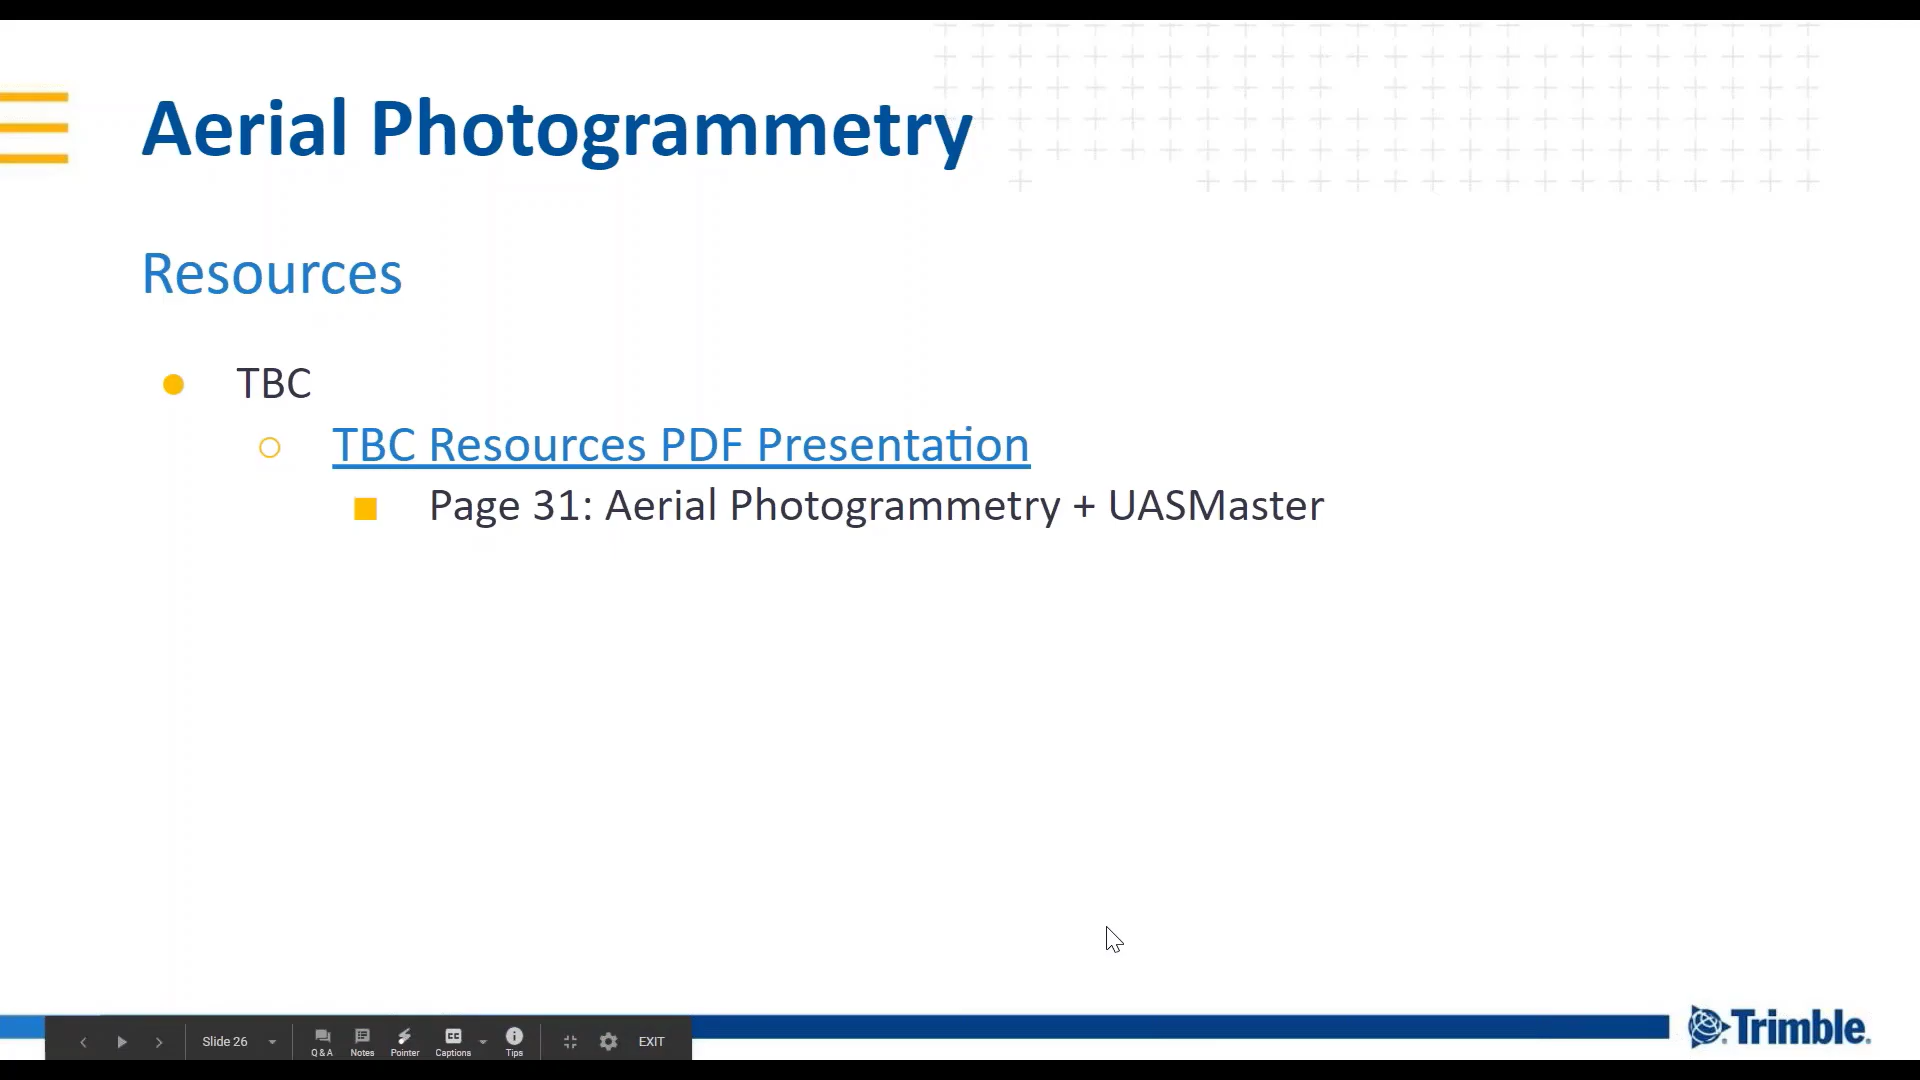 Aerial Photogrammetry
Resources
TBC
TBC Resources PDF Presentation
Page 31: Aerial Photogrammetry + UASMaster
Slide 26
Q & A
Notes
Pointer
CC
Captions
Tips
EXIT
Trimble.